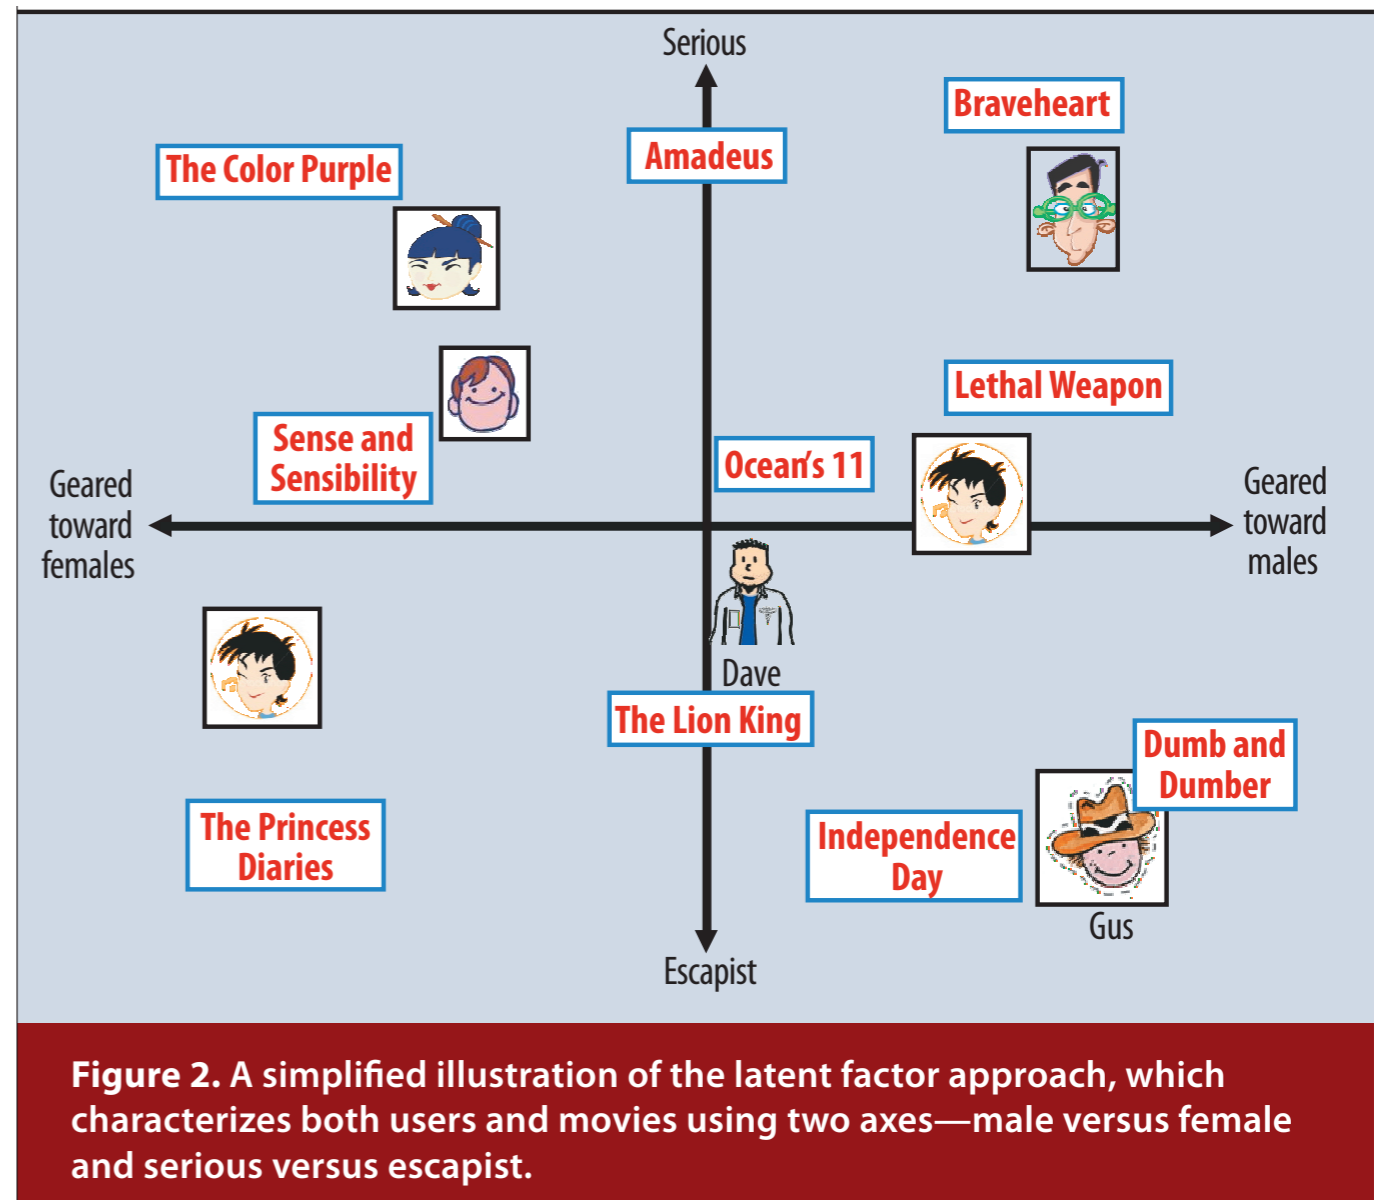 Serious
Braveheart
Amadeus
The Color Purple
Lethal Weapon
Sense and
Sensibility
Ocean's 11
Geared
toward
females
Geared
toward
males
Dave
The Lion King
Dumb and
Dumber
The Princess
Diaries
Independence
Day
Gus
Escapist
Figure 2. A simplified illustration of the latent factor approach, which
characterizes both users and movies using two axes—male versus female
and serious versus escapist.